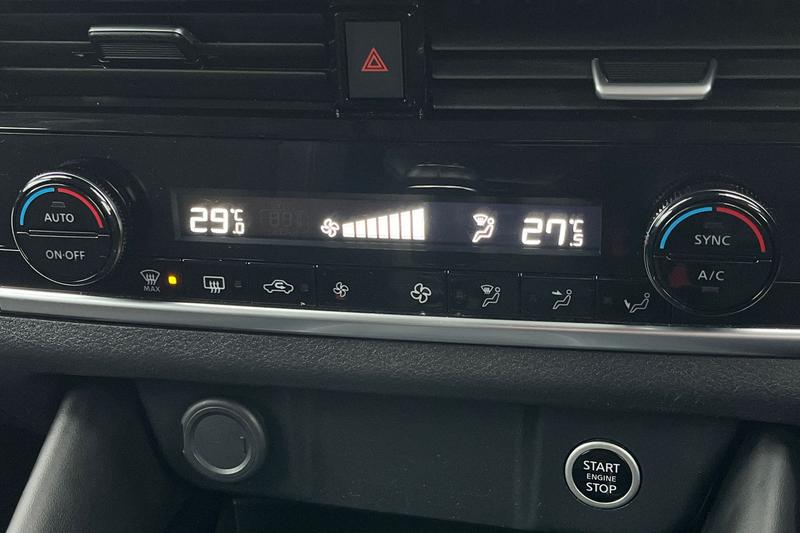 29.0°C
27.5°C
AUTO
ON·OFF
MAX
SYNC
A/C
START
ENGINE
STOP